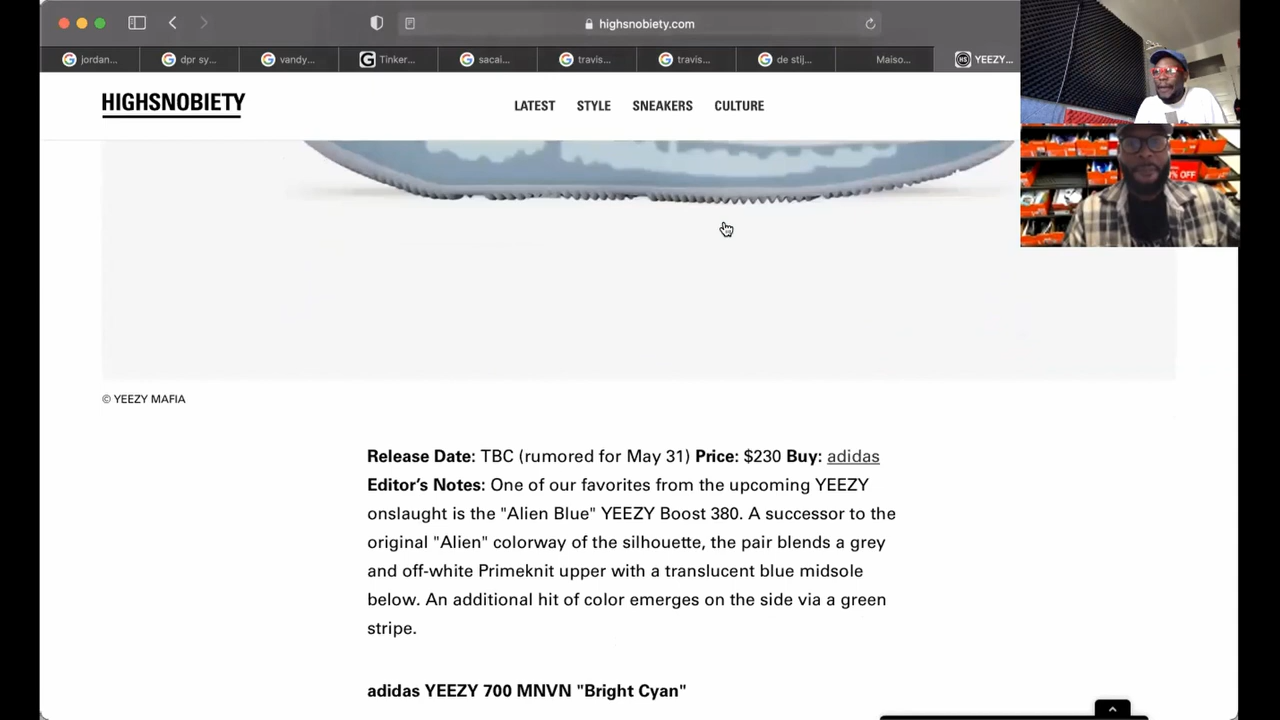 highsnobiety.com
jordan...
dpr sy...
vandy...
Tinker...
sacai...
travis...
travis...
de stij...
Maiso...
YEEZY...
HIGHSNOBIETY
LATEST
STYLE
SNEAKERS
CULTURE
% OFF
© YEEZY MAFIA
Release Date: TBC (rumored for May 31) Price: $230 Buy: adidas
Editor’s Notes: One of our favorites from the upcoming YEEZY
onslaught is the "Alien Blue" YEEZY Boost 380. A successor to the
original "Alien" colorway of the silhouette, the pair blends a grey
and off-white Primeknit upper with a translucent blue midsole
below. An additional hit of color emerges on the side via a green
stripe.
adidas YEEZY 700 MNVN "Bright Cyan"